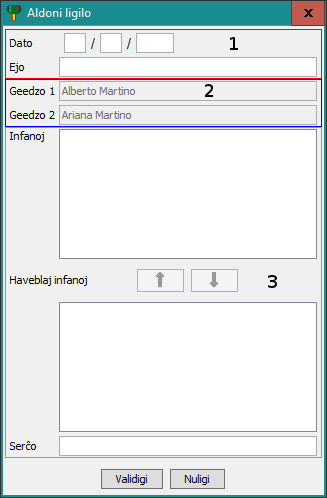 Aldoni ligilo
x
Dato / / 1
Ejo
Geedzo 1 Alberto Martino 2
Geedzo 2 Ariana Martino
Infanoj
Haveblaj infanoj 3
Serĉo
Validigi Nuligi